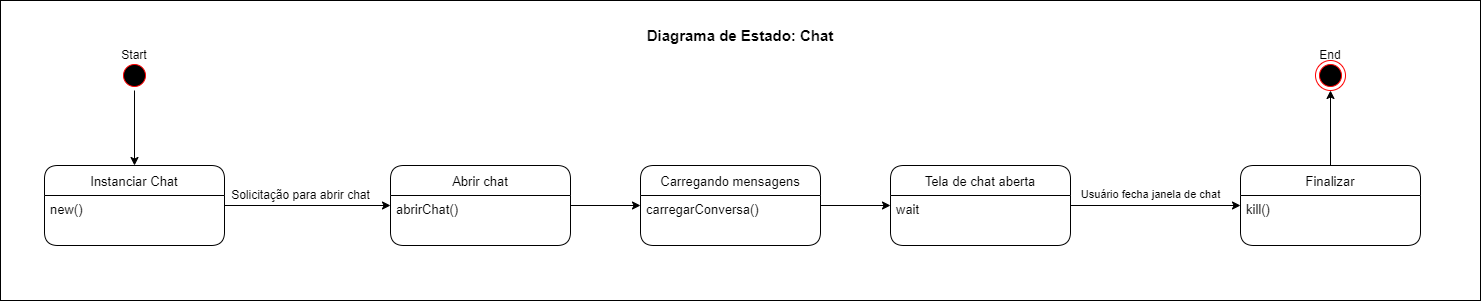 Diagrama de Estado: Chat
Start
End
Instanciar Chat
new()
Solicitação para abrir chat
Abrir chat
abrirChat()
Carregando mensagens
carregarConversa()
Tela de chat aberta
wait
Usuário fecha janela de chat
Finalizar
kill()